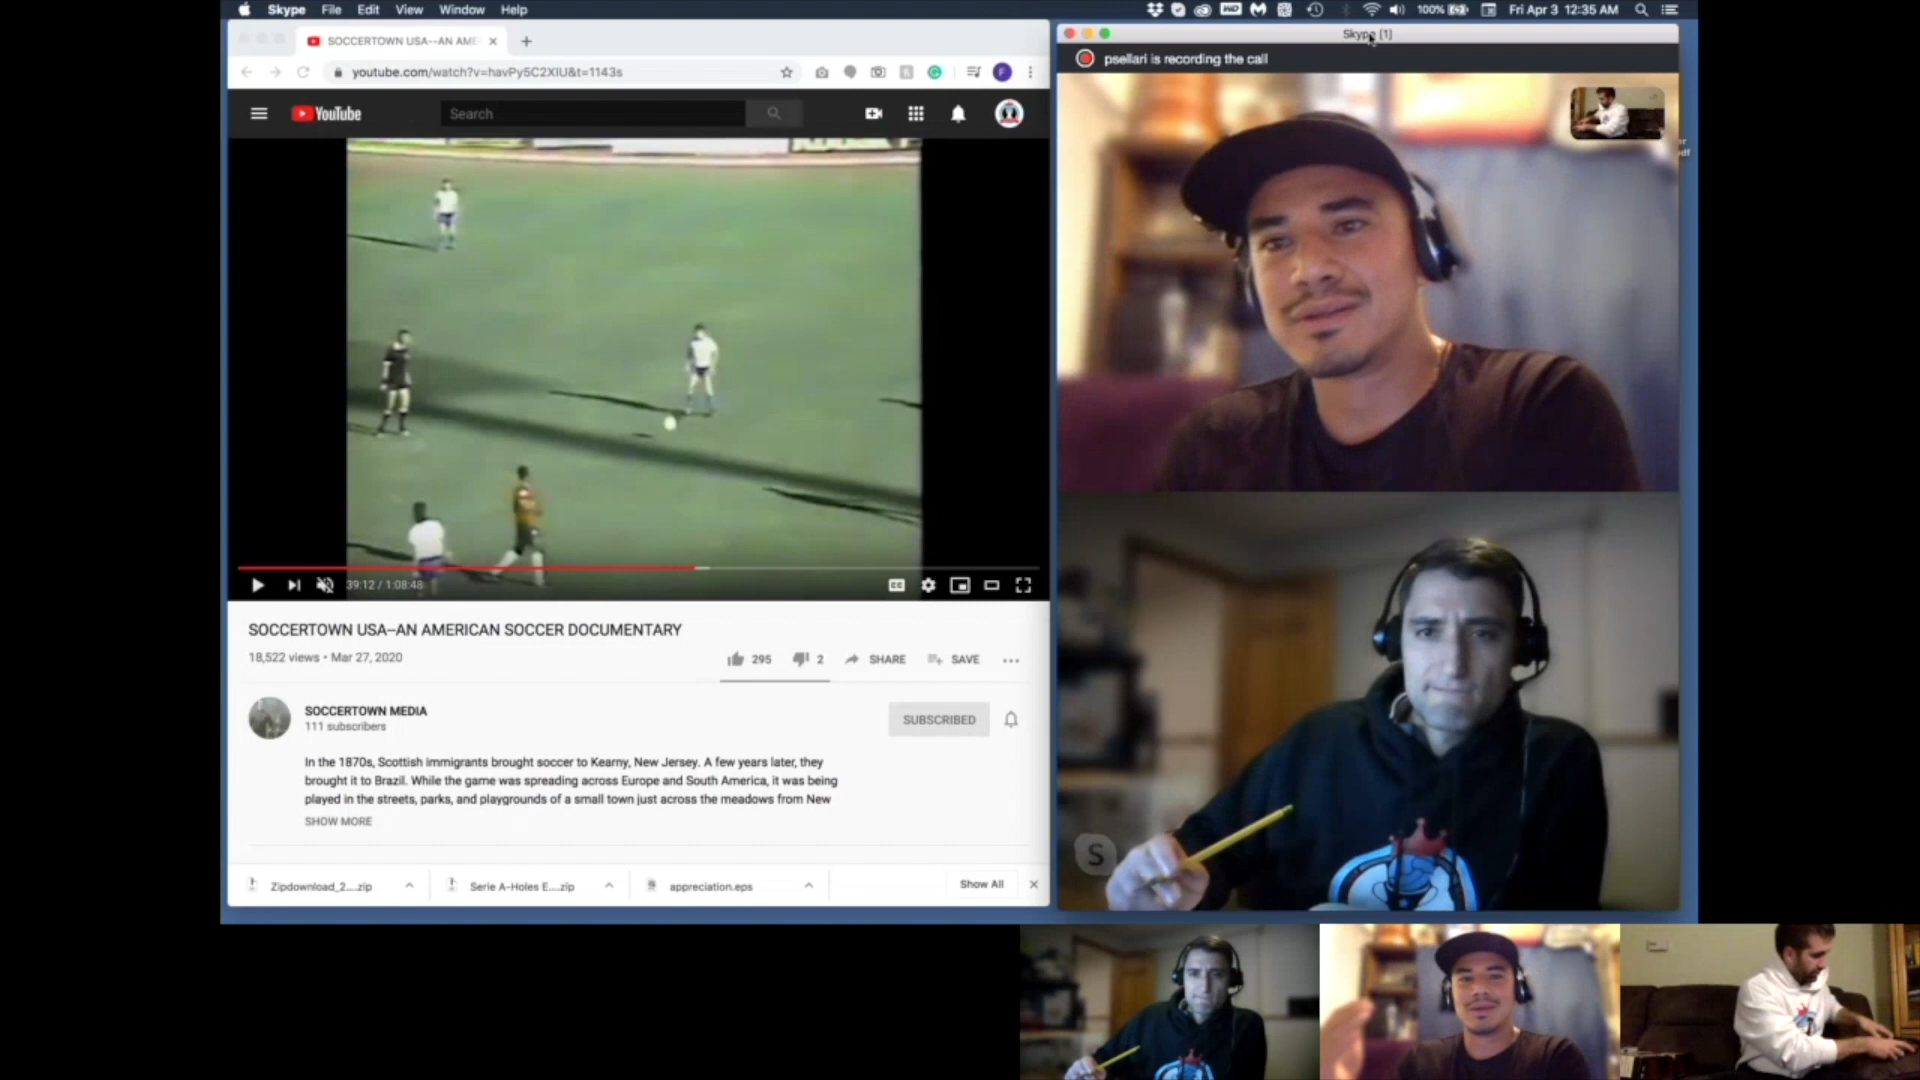 Skype File Edit View Window Help
100% Fri Apr 3 12:35 AM
SOCCERTOWN USA--AN AME
youtube.com/watch?v=havPy5C2XIU&t=1143s
YouTube
Search
39:12 / 1:08:48
SOCCERTOWN USA--AN AMERICAN SOCCER DOCUMENTARY
18,522 views • Mar 27, 2020
295 2 SHARE SAVE
SOCCERTOWN MEDIA
111 subscribers
SUBSCRIBED
In the 1870s, Scottish immigrants brought soccer to Kearny, New Jersey. A few years later, they
brought it to Brazil. While the game was spreading across Europe and South America, it was being
played in the streets, parks, and playgrounds of a small town just across the meadows from New
SHOW MORE
Zipdownload_2....zip
Serie A-Holes E....zip
appreciation.eps
Show All
Skype (1)
psellari is recording the call
S